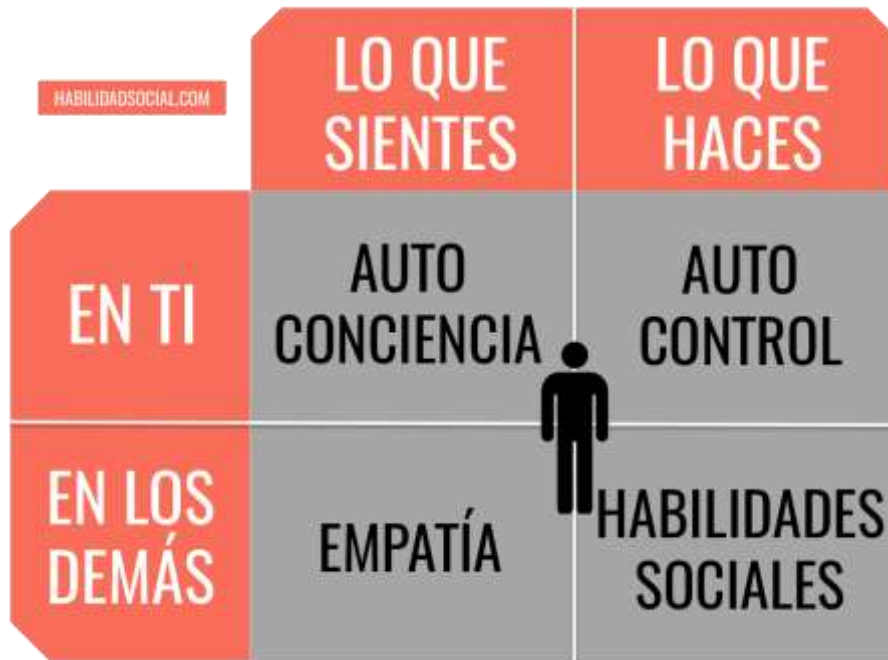 HABILIDADSOCIAL.COM
LO QUE
SIENTES
LO QUE
HACES
EN TI
AUTO
CONCIENCIA
AUTO
CONTROL
EN LOS
DEMÁS
EMPATÍA
HABILIDADES
SOCIALES